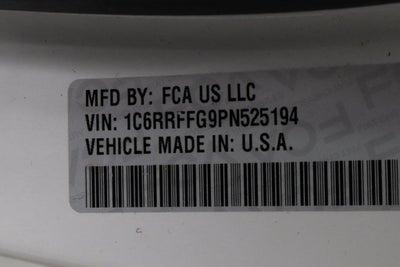 MFD BY: FCA US LLC
VIN: 1C6RRFFG9PN525194
VEHICLE MADE IN: U.S.A.